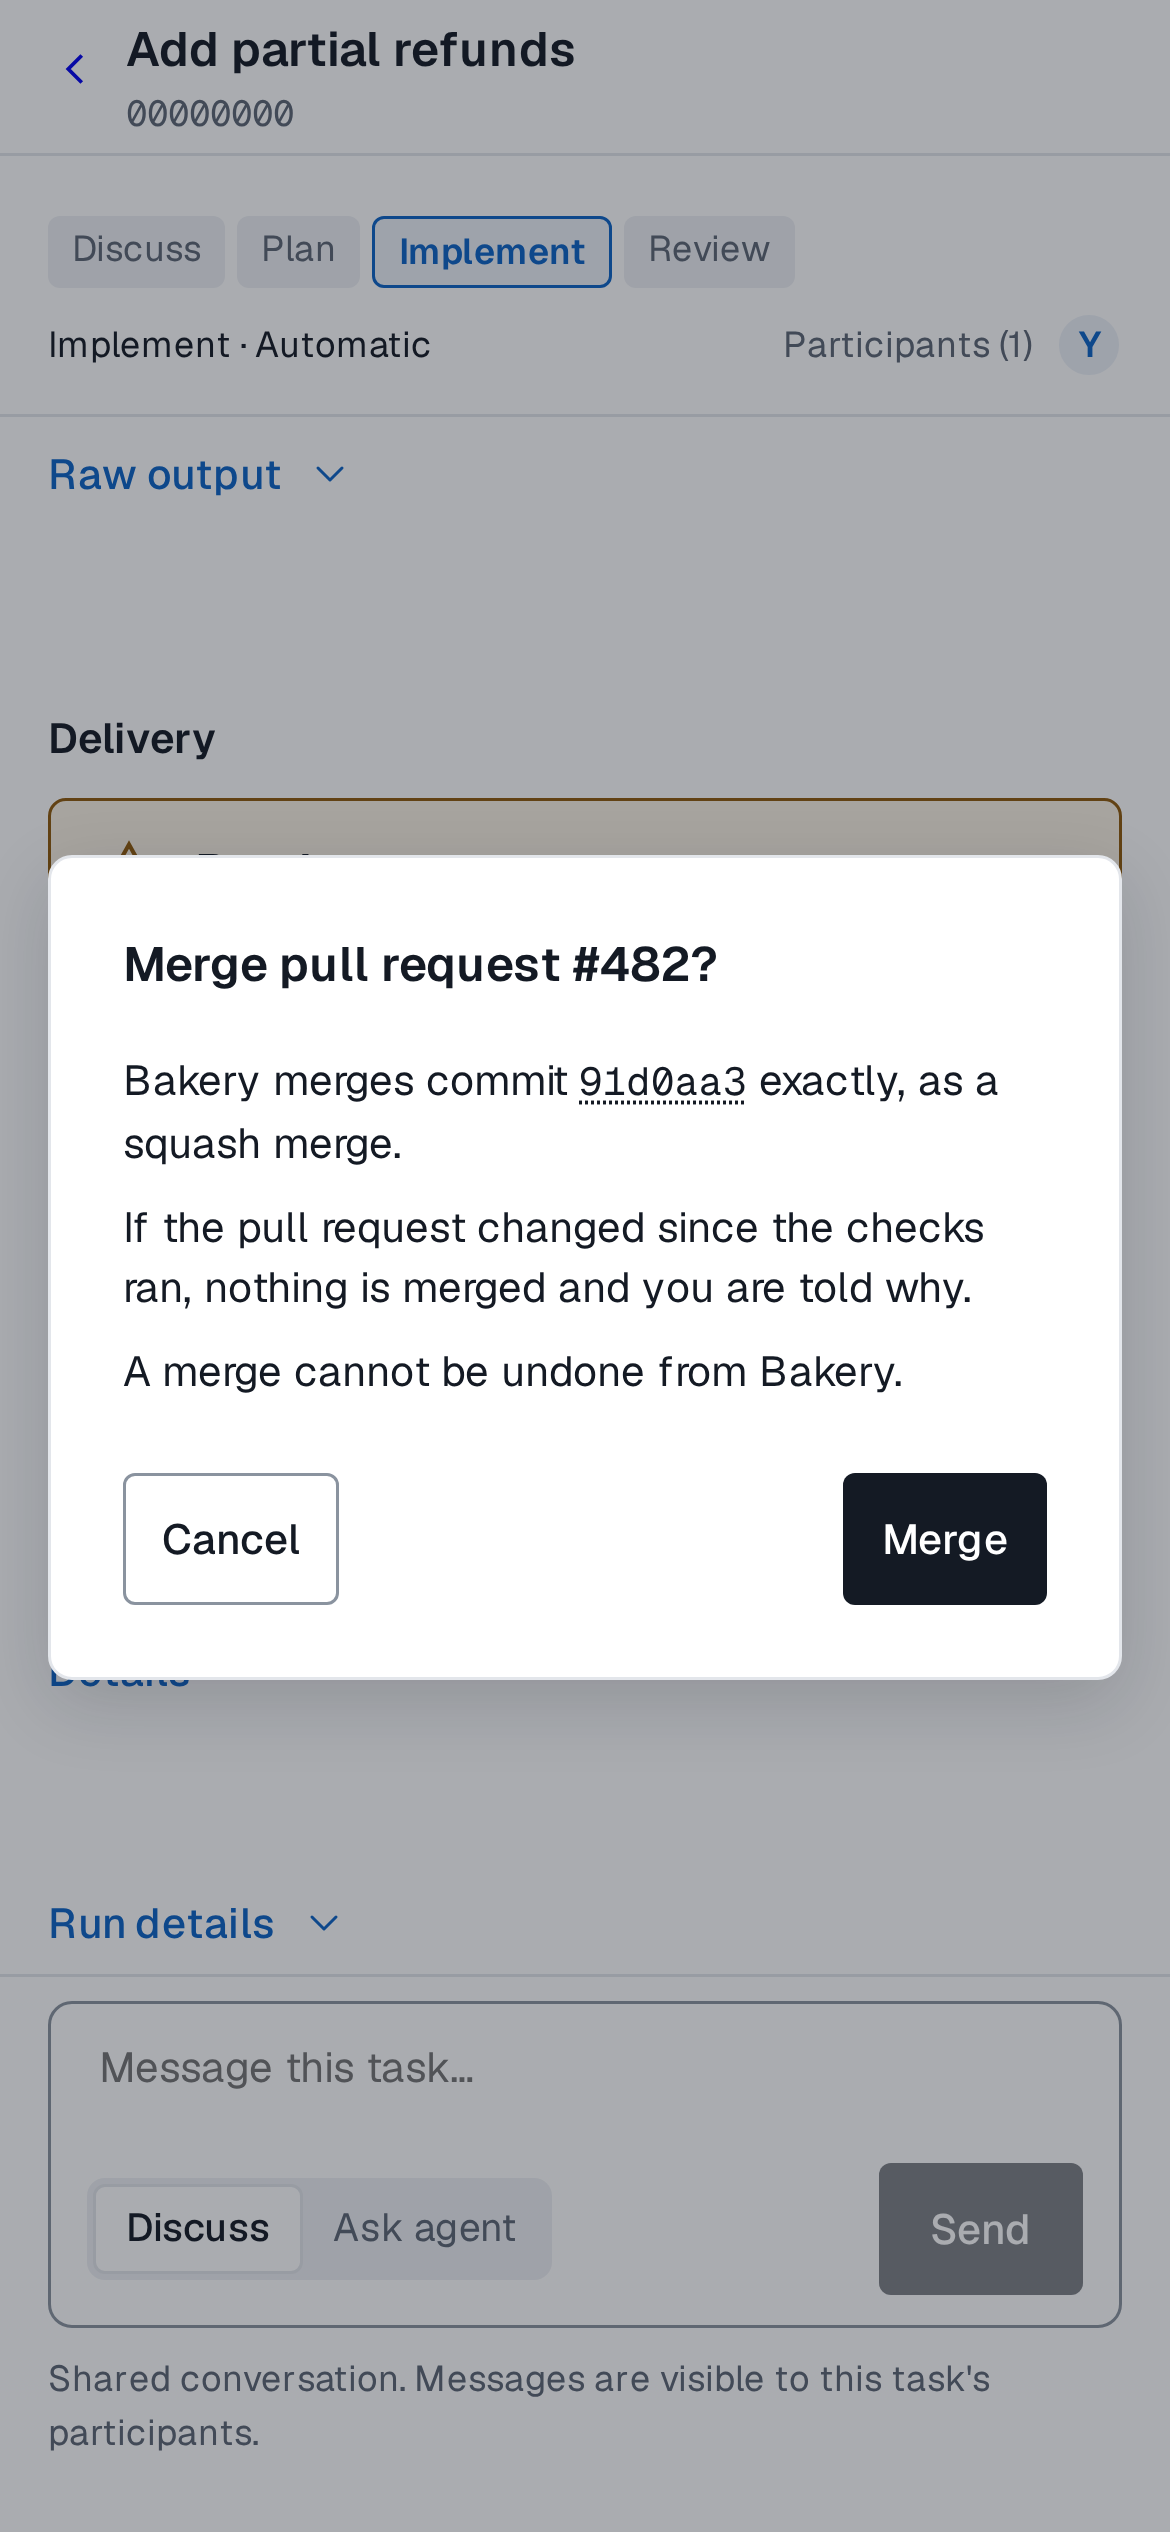 Add partial refunds
00000000
Discuss Plan Implement Review
Implement · Automatic Participants (1) Y
Raw output
Delivery
Merge pull request #482?
Bakery merges commit 91d0aa3 exactly, as a
squash merge.
If the pull request changed since the checks
ran, nothing is merged and you are told why.
A merge cannot be undone from Bakery.
Cancel Merge
Details
Run details
Message this task…
Discuss Ask agent Send
Shared conversation. Messages are visible to this task's
participants.